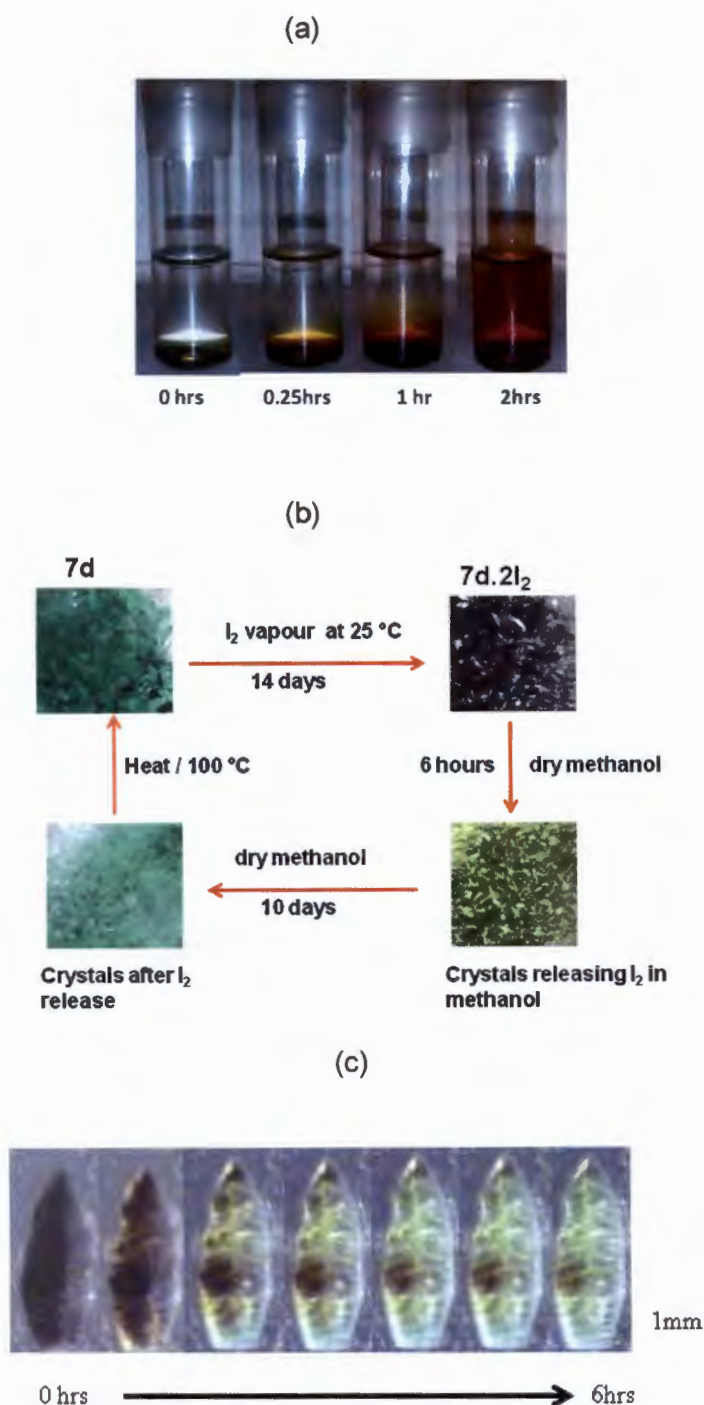 (a)
0 hrs 0.25hrs 1 hr 2hrs
(b)
7d 7d.2I₂
I₂ vapour at 25 °C
14 days
Heat / 100 °C 6 hours dry methanol
dry methanol
10 days
Crystals after I₂
release
Crystals releasing I₂ in
methanol
(c)
1mm
0 hrs 6hrs